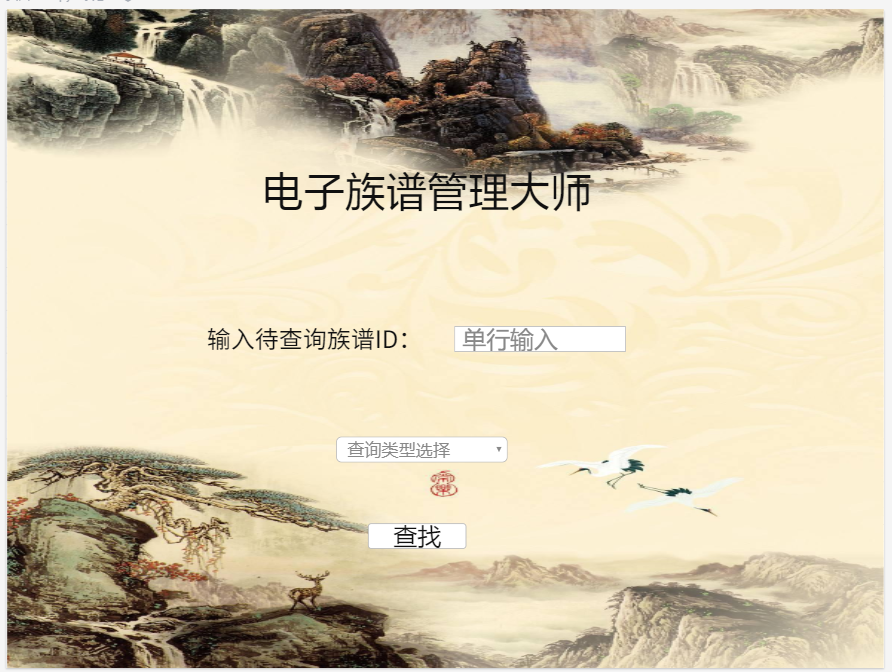 电子族谱管理大师
输入待查询族谱ID：
单行输入
查询类型选择
查找